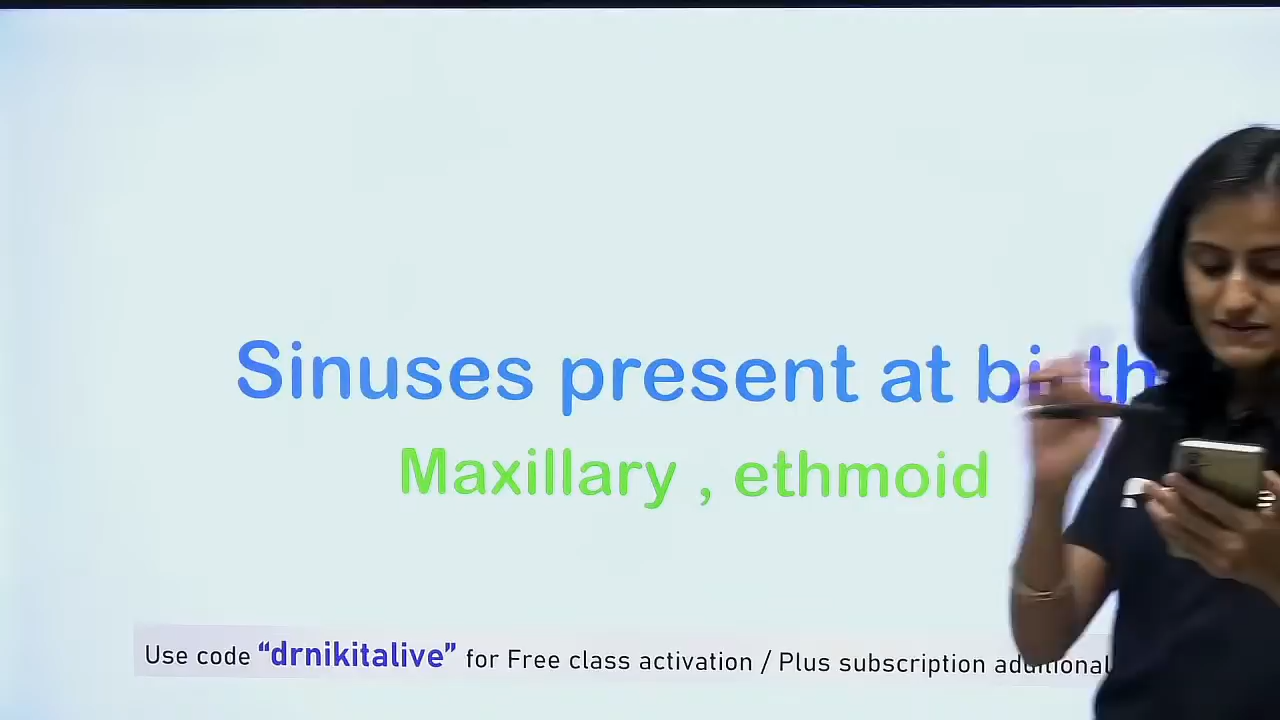 Sinuses present at birth
Maxillary , ethmoid
Use code “drnikitalive” for Free class activation / Plus subscription additional